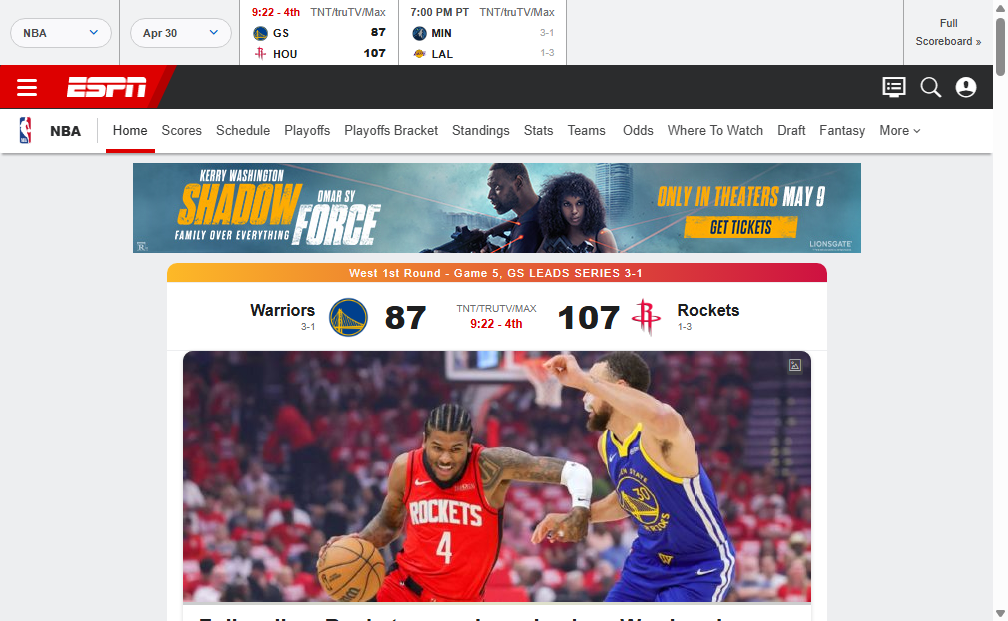 NBA
Apr 30
9:22 - 4th TNT/truTV/Max
GS 87
HOU 107
7:00 PM PT TNT/truTV/Max
MIN 3-1
LAL 1-3
Full
Scoreboard »
ESPN
NBA Home Scores Schedule Playoffs Playoffs Bracket Standings Stats Teams Odds Where To Watch Draft Fantasy More
KERRY WASHINGTON
OMAR SY
SHADOW
FORCE
FAMILY OVER EVERYTHING
ONLY IN THEATERS MAY 9
GET TICKETS
R
LIONSGATE
West 1st Round - Game 5, GS LEADS SERIES 3-1
Warriors
3-1
87
TNT/TRUTV/MAX
9:22 - 4th
107
Rockets
1-3
ROCKETS
4
GOLDEN STATE
30
WARRIORS